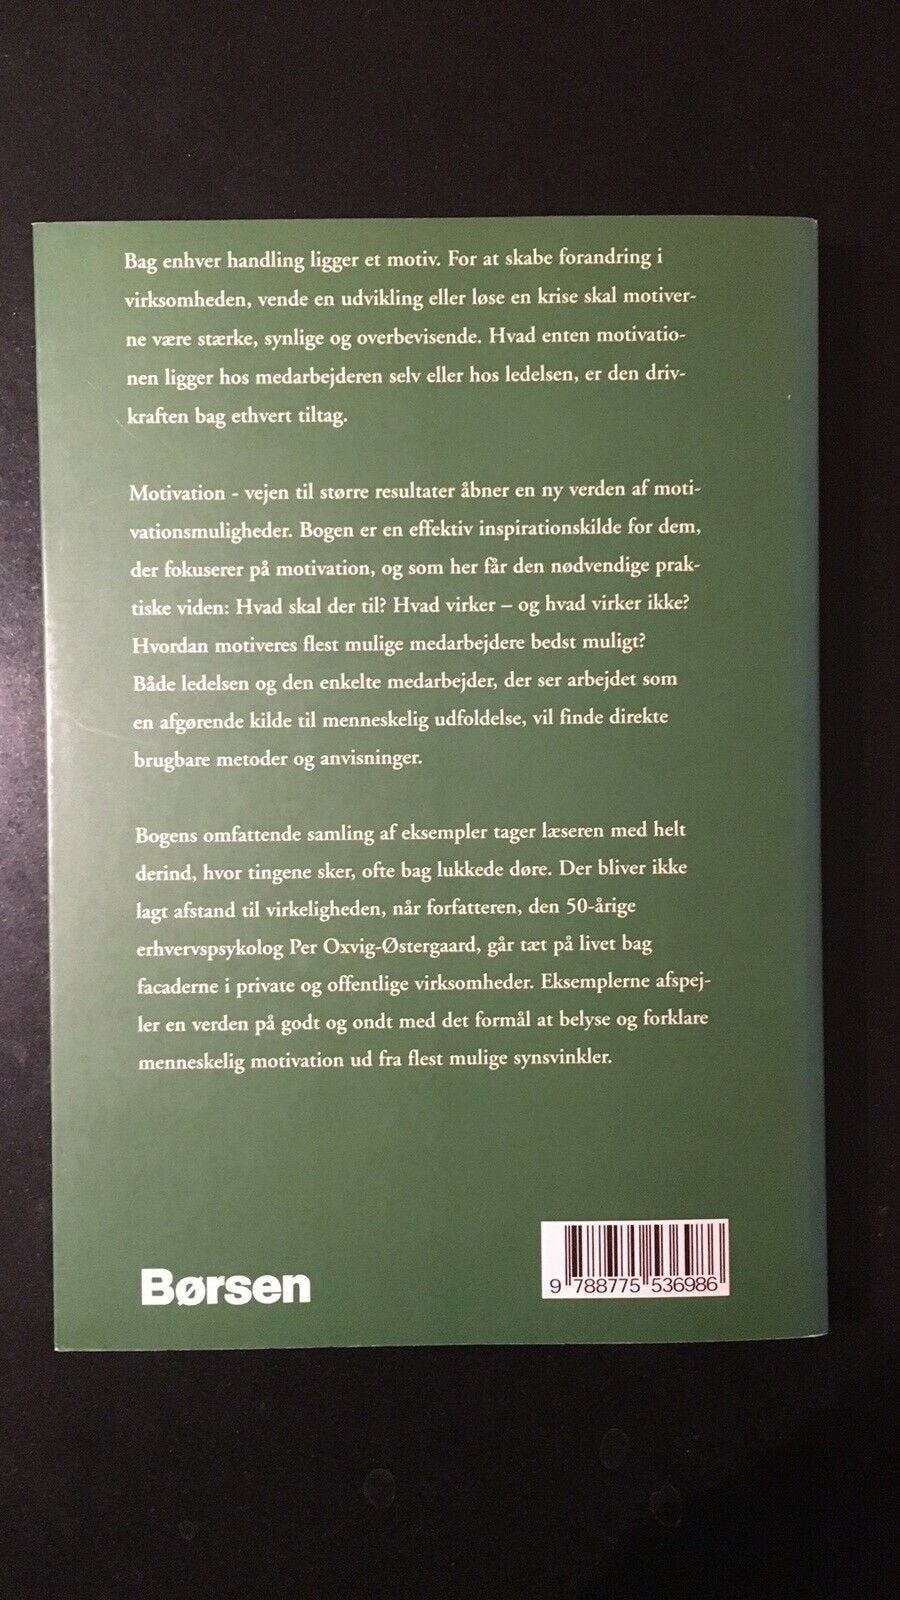 Bag enhver handling ligger et motiv. For at skabe forandring i
virksomheden, vende en udvikling eller løse en krise skal motiver-
ne være stærke, synlige og overbevisende. Hvad enten motivatio-
nen ligger hos medarbejderen selv eller hos ledelsen, er den driv-
kraften bag ethvert tiltag.
Motivation - vejen til større resultater åbner en ny verden af moti-
vationsmuligheder. Bogen er en effektiv inspirationskilde for dem,
der fokuserer på motivation, og som her får den nødvendige prak-
tiske viden: Hvad skal der til? Hvad virker – og hvad virker ikke?
Hvordan motiveres flest mulige medarbejdere bedst muligt?
Både ledelsen og den enkelte medarbejder, der ser arbejdet som
en afgørende kilde til menneskelig udfoldelse, vil finde direkte
brugbare metoder og anvisninger.
Bogens omfattende samling af eksempler tager læseren med helt
derind, hvor tingene sker, ofte bag lukkede døre. Der bliver ikke
lagt afstand til virkeligheden, når forfatteren, den 50-årige
erhvervspsykolog Per Oxvig-Østergaard, går tæt på livet bag
facaderne i private og offentlige virksomheder. Eksemplerne afspej-
ler en verden på godt og ondt med det formål at belyse og forklare
menneskelig motivation ud fra flest mulige synsvinkler.
Børsen
9 788775 536986